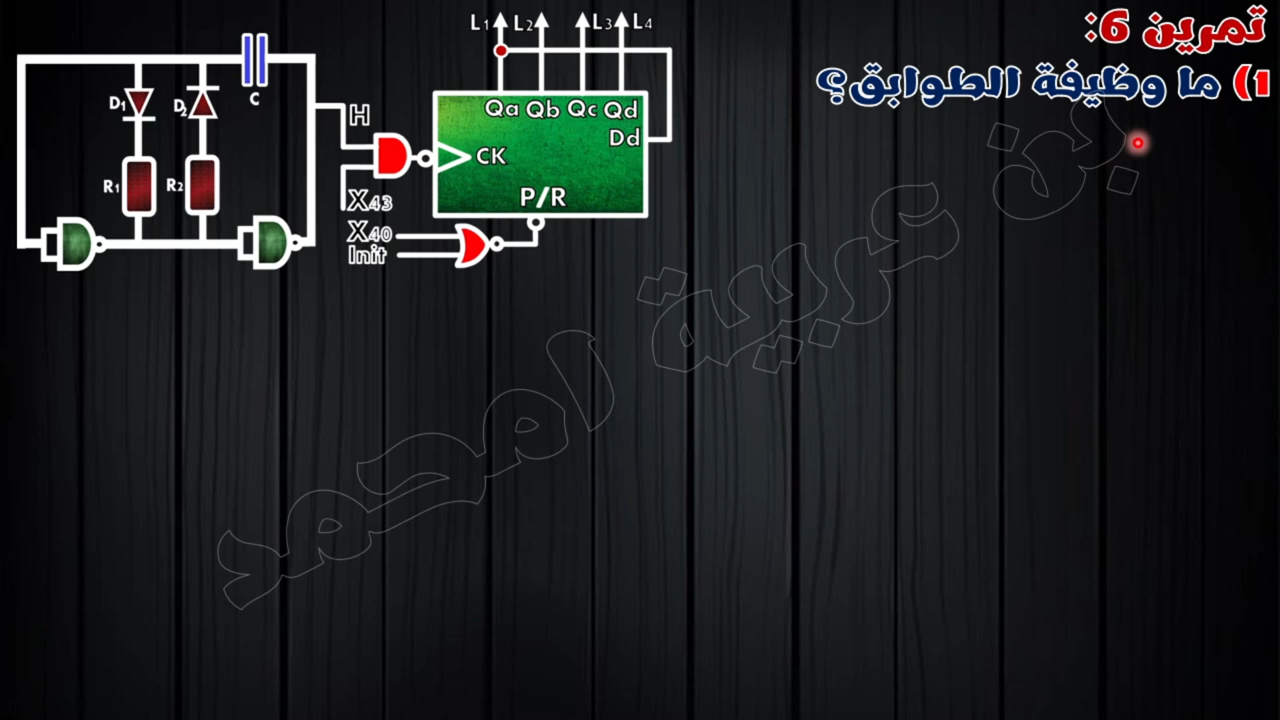 تمرين 6:
1) ما وظيفة الطوابق؟
L1 L2 L3 L4
D1 D2 C
H
Qa Qb Qc Qd
Dd
CK
R1 R2
X43
P/R
X40
Init
بن عربية امحمد